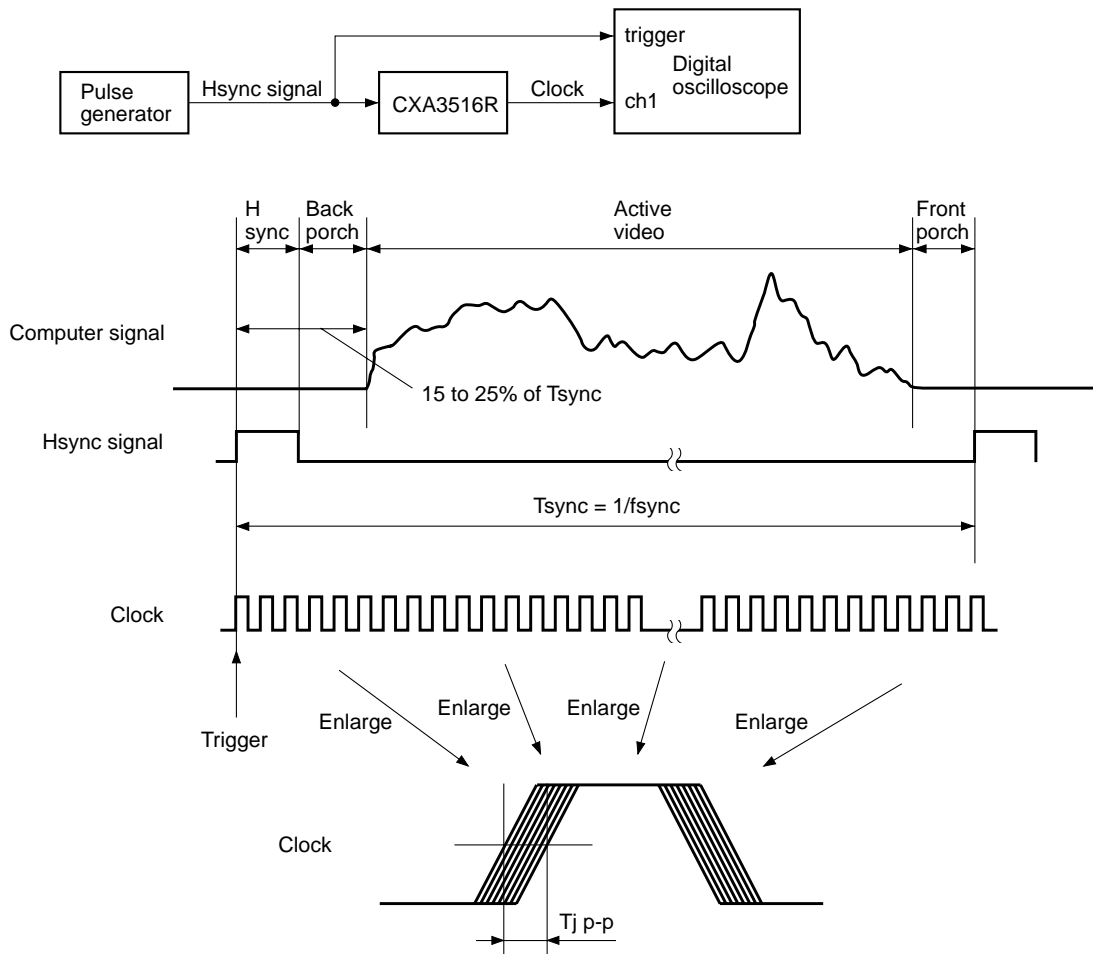 trigger
Digital
oscilloscope
ch1
Pulse
generator
Hsync signal
CXA3516R
Clock
H
sync
Back
porch
Active
video
Front
porch
Computer signal
15 to 25% of Tsync
Hsync signal
Tsync = 1/fsync
Clock
Trigger
Enlarge
Enlarge
Enlarge
Enlarge
Clock
Tj p-p